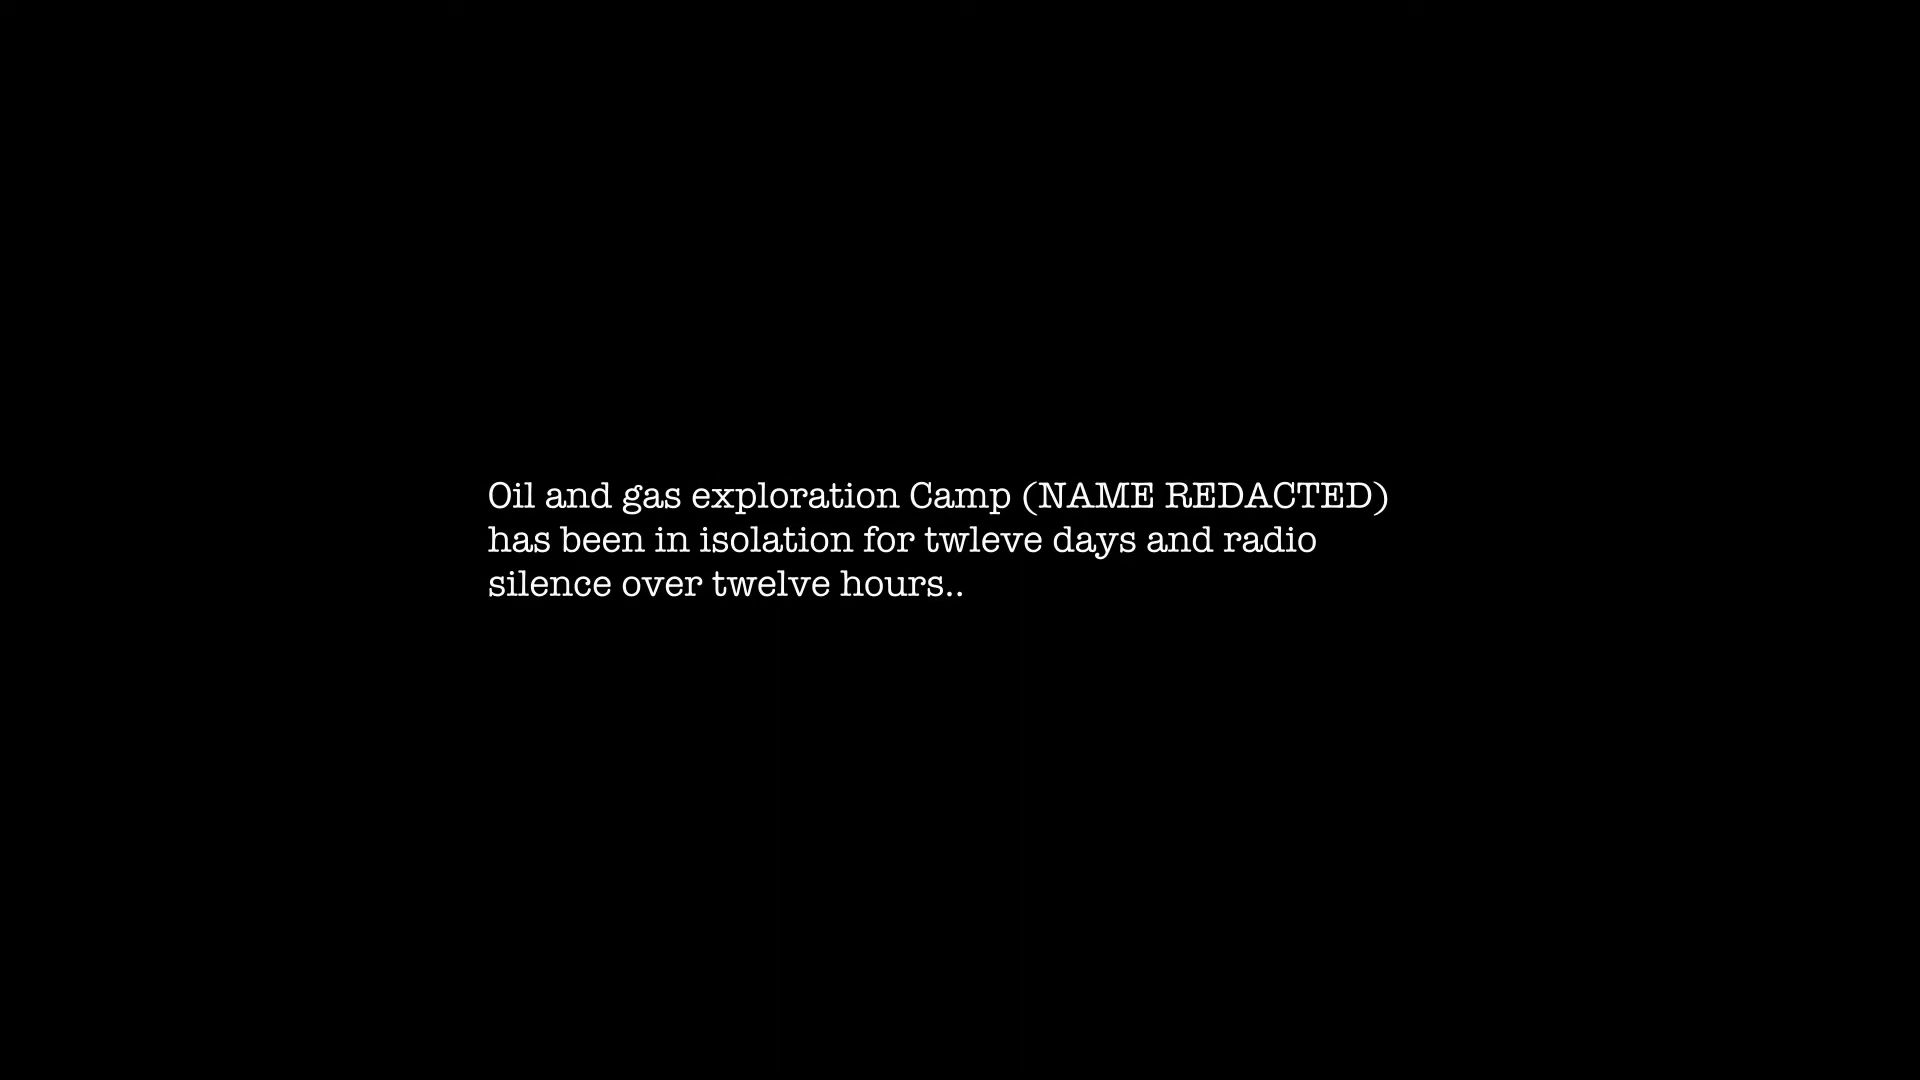 Oil and gas exploration Camp (NAME REDACTED)
has been in isolation for twleve days and radio
silence over twelve hours..